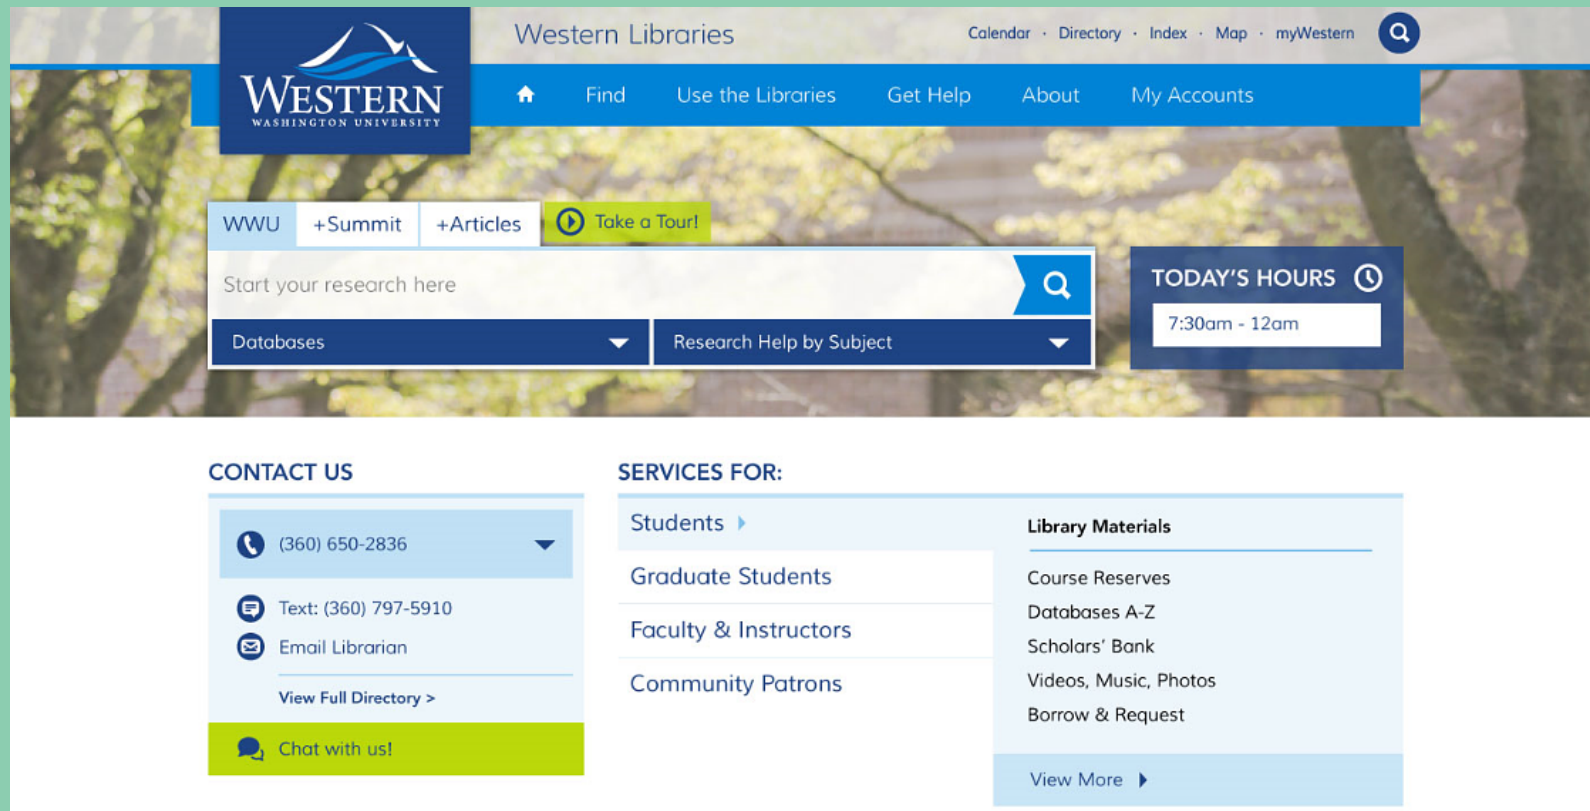 Western Libraries
Calendar · Directory · Index · Map · myWestern
WESTERN
WASHINGTON UNIVERSITY
Find Use the Libraries Get Help About My Accounts
WWU +Summit +Articles Take a Tour!
Start your research here
Databases Research Help by Subject
TODAY'S HOURS
7:30am - 12am
CONTACT US
(360) 650-2836
Text: (360) 797-5910
Email Librarian
View Full Directory >
Chat with us!
SERVICES FOR:
Students
Graduate Students
Faculty & Instructors
Community Patrons
Library Materials
Course Reserves
Databases A-Z
Scholars' Bank
Videos, Music, Photos
Borrow & Request
View More